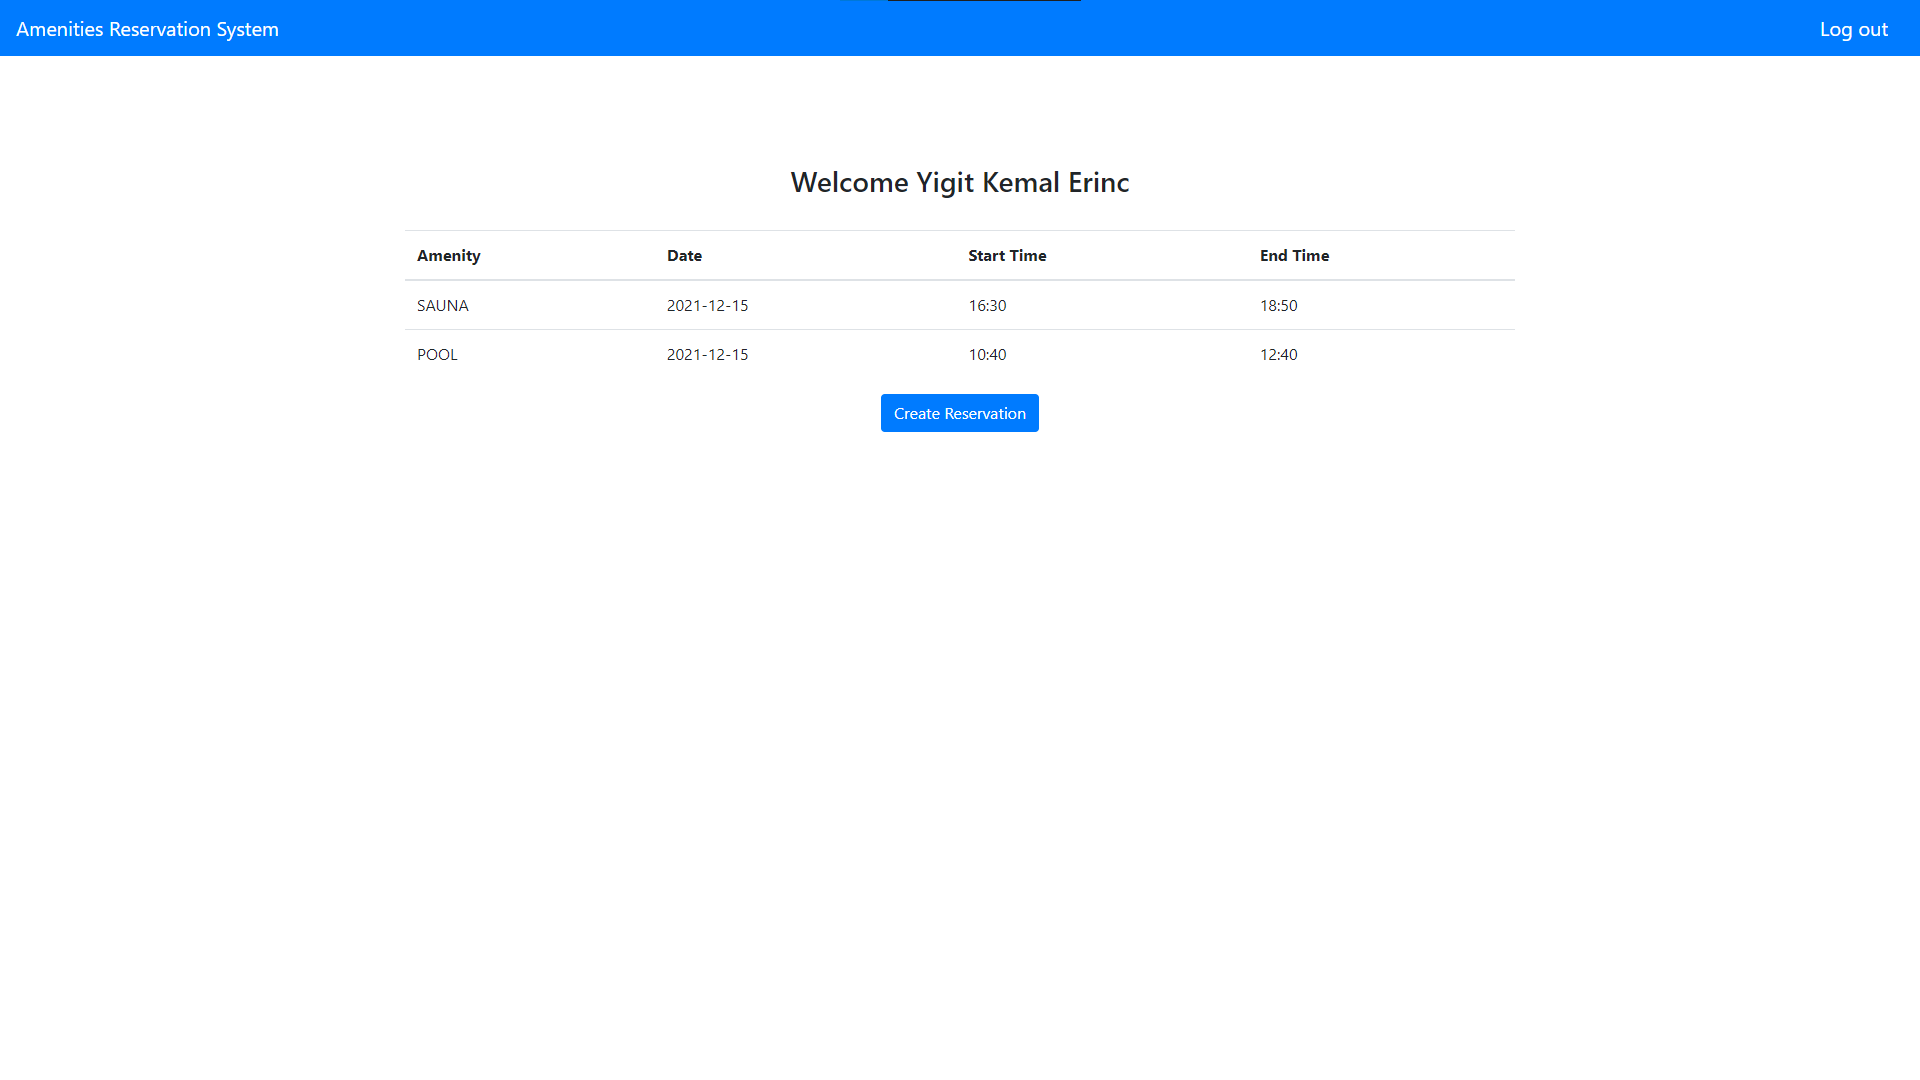 Amenities Reservation System Log out
Welcome Yigit Kemal Erinc
Amenity Date Start Time End Time
SAUNA 2021-12-15 16:30 18:50
POOL 2021-12-15 10:40 12:40
Create Reservation